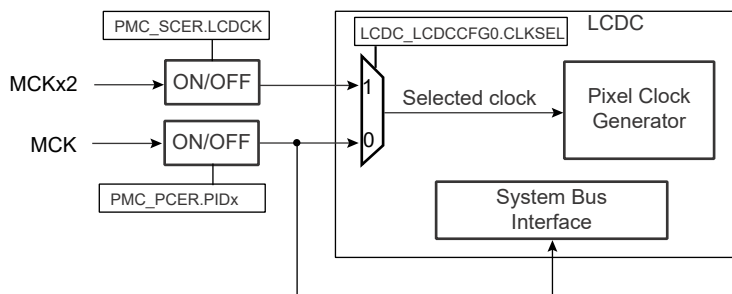 PMC_SCER.LCDCK
LCDC_LCDCCFG0.CLKSEL
LCDC
MCKx2
ON/OFF
1
Selected clock
Pixel Clock
Generator
MCK
ON/OFF
0
PMC_PCER.PIDx
System Bus
Interface